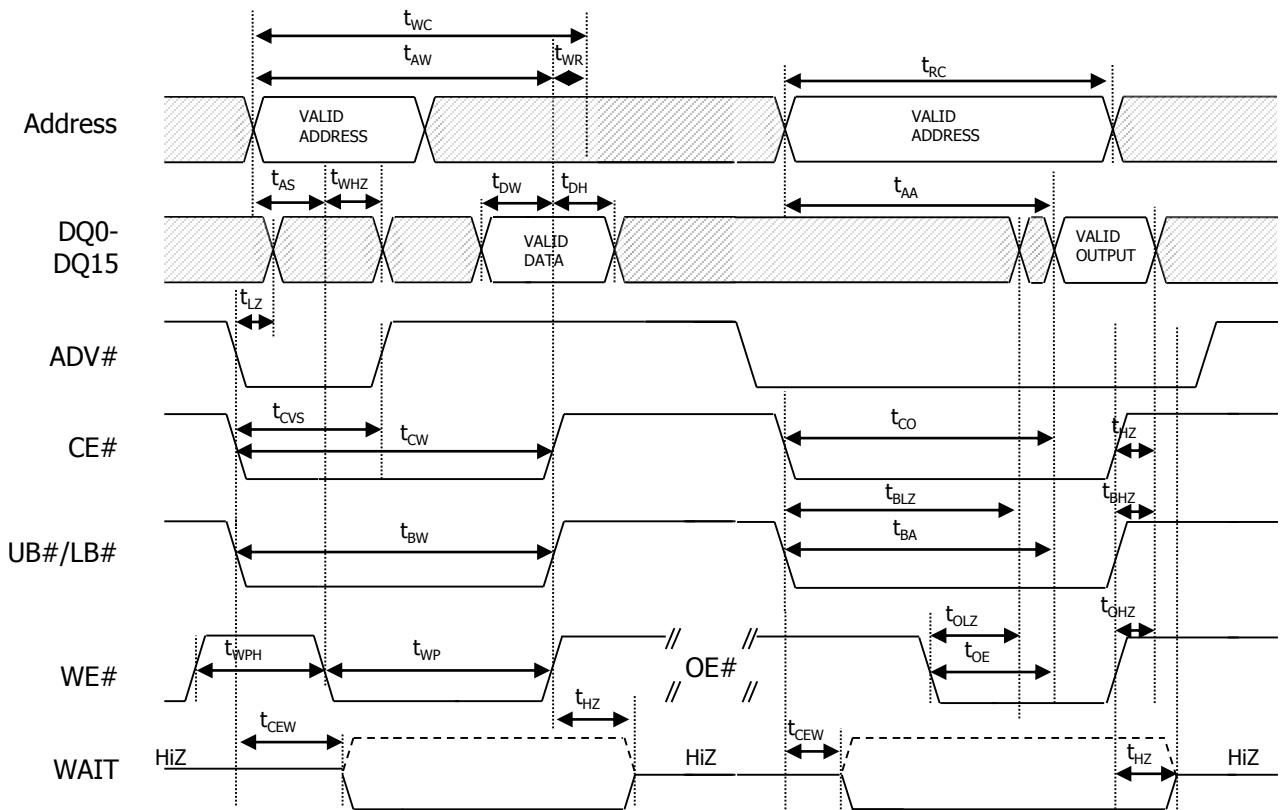 tWC
tAW
tWR
tRC
Address
VALID
ADDRESS
VALID
ADDRESS
tAS
tWHZ
tDW
tDH
tAA
DQ0-
DQ15
VALID
DATA
VALID
OUTPUT
tLZ
ADV#
tCVS
tCW
tCO
tHZ
CE#
tBLZ
tBHZ
tBW
tBA
UB#/LB#
tOLZ
tOHZ
tWPH
tWP
tOE
WE#
//
//
OE#
//
//
tHZ
tCEW
tCEW
WAIT
HiZ
HiZ
tHZ
HiZ